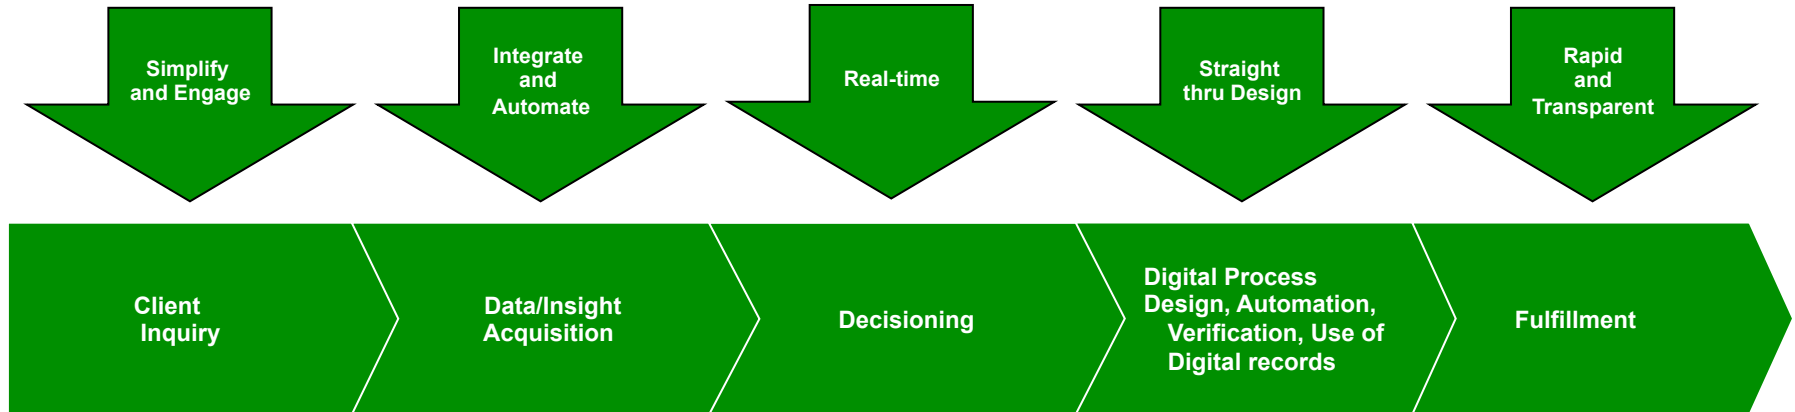 Simplify
and Engage
Integrate
and
Automate
Real-time
Straight
thru Design
Rapid
and
Transparent
Client
Inquiry
Data/Insight
Acquisition
Decisioning
Digital Process
Design, Automation,
Verification, Use of
Digital records
Fulfillment